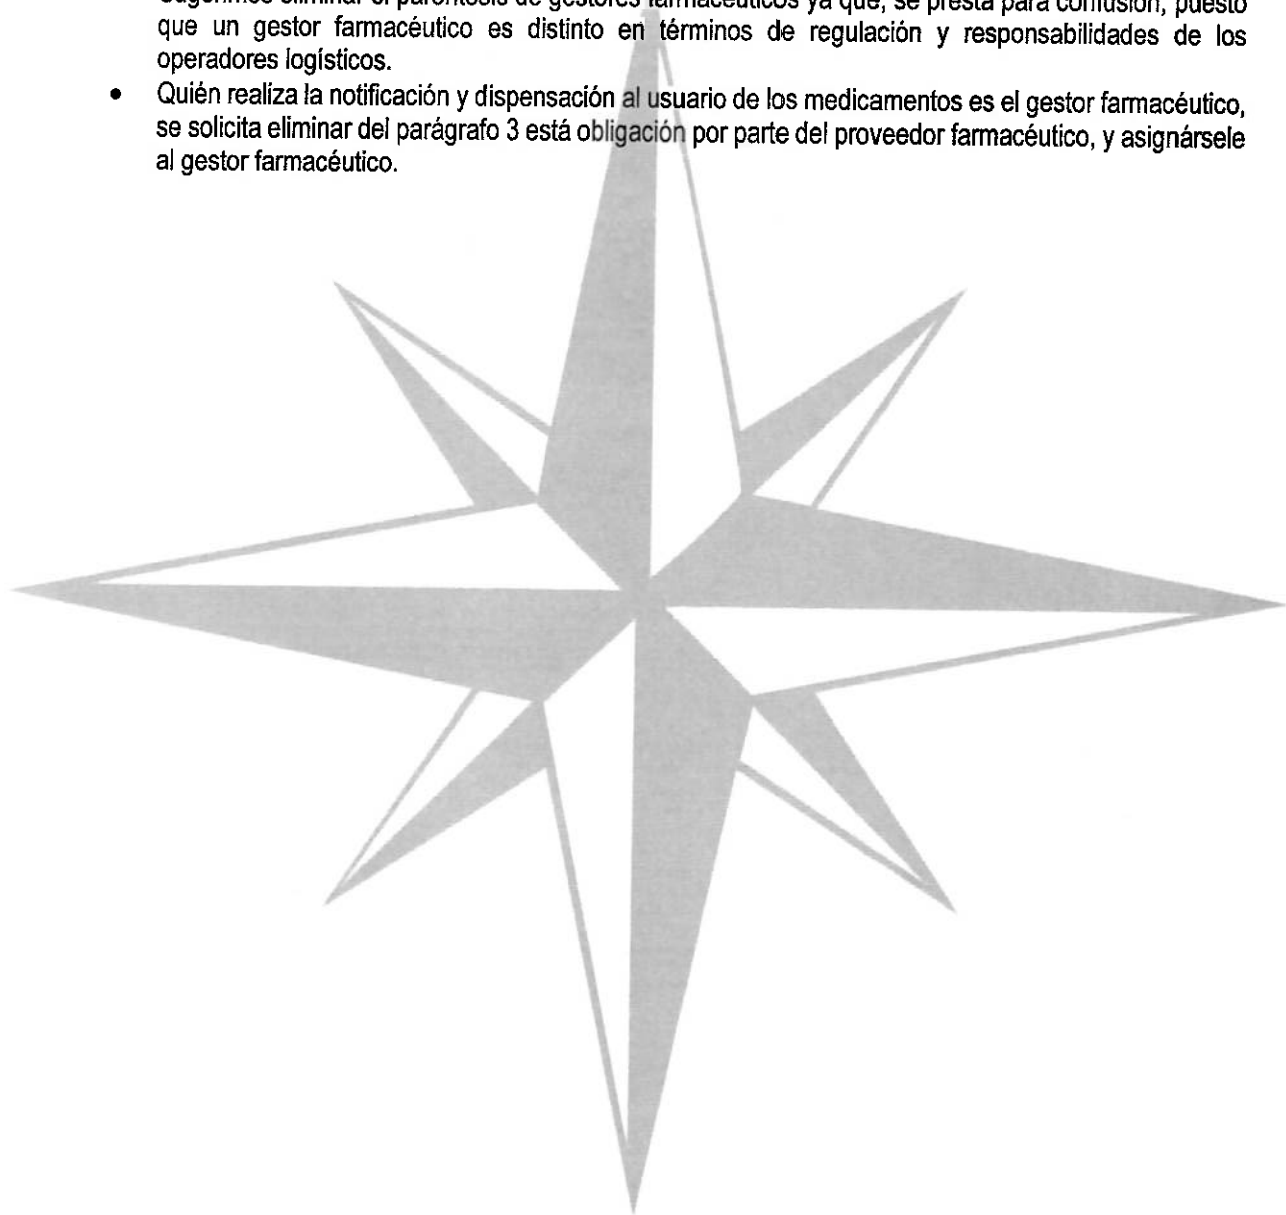 Sugerimos eliminar el paréntesis de gestores farmacéuticos ya que, se presta para confusión, puesto
que un gestor farmacéutico es distinto en términos de regulación y responsabilidades de los
operadores logísticos.
• Quién realiza la notificación y dispensación al usuario de los medicamentos es el gestor farmacéutico,
se solicita eliminar del parágrafo 3 está obligación por parte del proveedor farmacéutico, y asignársele
al gestor farmacéutico.